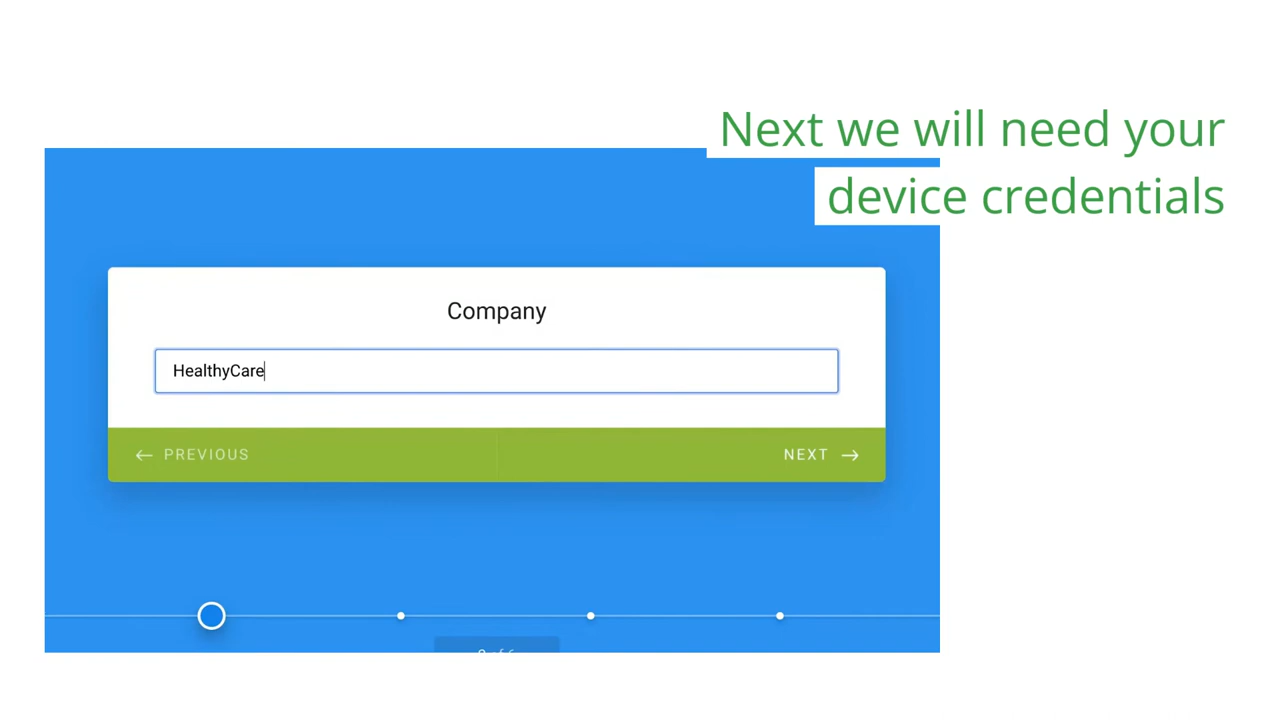 Next we will need your
device credentials
Company
HealthyCare
← PREVIOUS
NEXT →